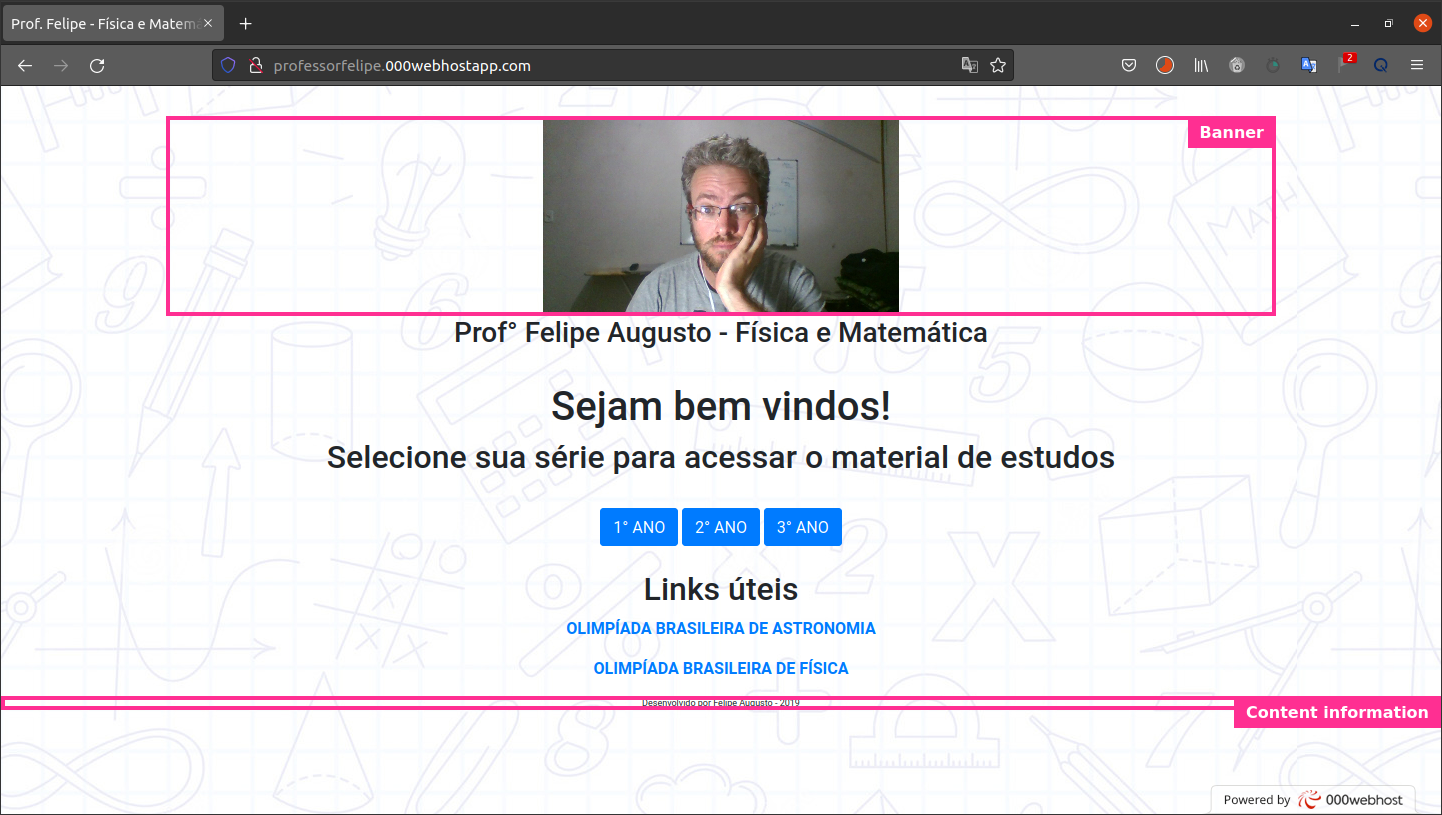 Prof. Felipe - Física e Matem
professorfelipe.000webhostapp.com
2
Banner
Prof° Felipe Augusto - Física e Matemática
Sejam bem vindos!
Selecione sua série para acessar o material de estudos
1° ANO 2° ANO 3° ANO
Links úteis
OLIMPÍADA BRASILEIRA DE ASTRONOMIA
OLIMPÍADA BRASILEIRA DE FÍSICA
Desenvolvido por Felipe Augusto - 2019
Content information
Powered by 000webhost